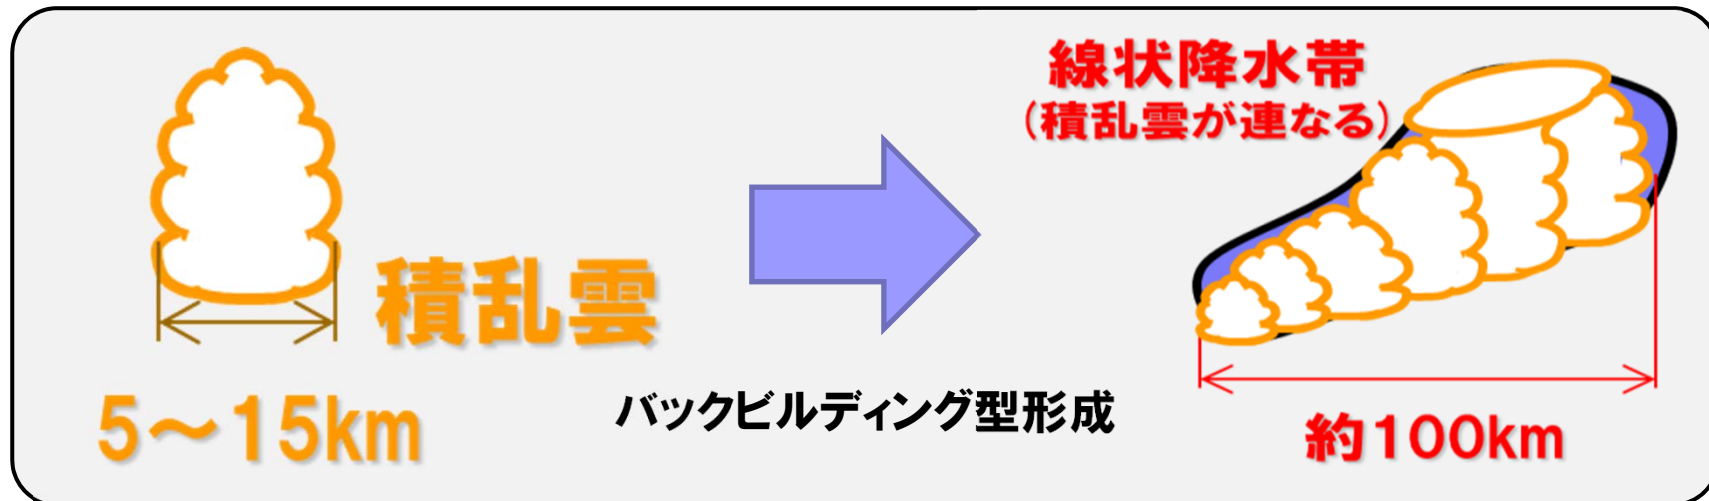 線状降水帯
(積乱雲が連なる)
積乱雲
5～15km
バックビルディング型形成
約100km